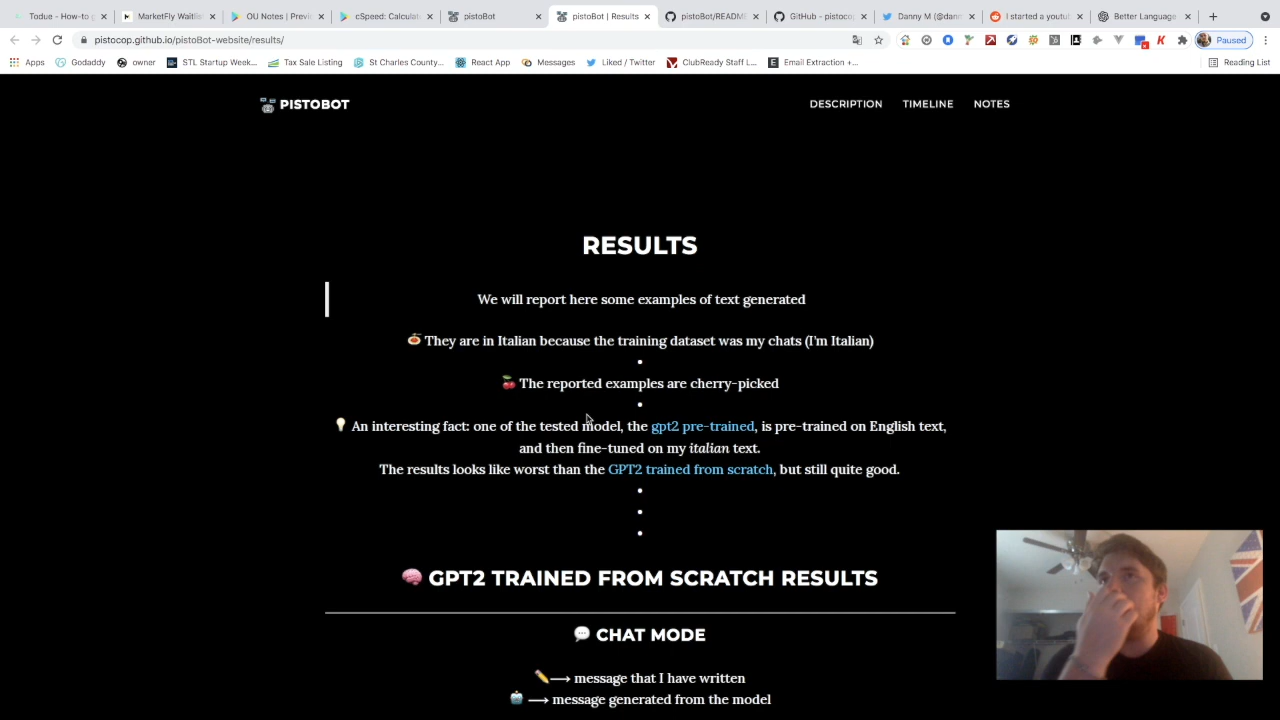 Todue - How-to g
MarketFly Waitlis
OU Notes | Previ
cSpeed: Calculat
pistoBot
pistoBot | Results
pistoBot/README
GitHub - pistoco
Danny M (@dann
I started a youtub
Better Language
pistocop.github.io/pistoBot-website/results/
Paused
Apps
Godaddy
owner
STL Startup Week...
Tax Sale Listing
St Charles County...
React App
Messages
Liked / Twitter
ClubReady Staff L...
Email Extraction +...
Reading List
PISTOBOT
DESCRIPTION
TIMELINE
NOTES
RESULTS
We will report here some examples of text generated
They are in Italian because the training dataset was my chats (I'm Italian)
The reported examples are cherry-picked
An interesting fact: one of the tested model, the gpt2 pre-trained, is pre-trained on English text,
and then fine-tuned on my italian text.
The results looks like worst than the GPT2 trained from scratch, but still quite good.
GPT2 TRAINED FROM SCRATCH RESULTS
CHAT MODE
⟶ message that I have written
⟶ message generated from the model